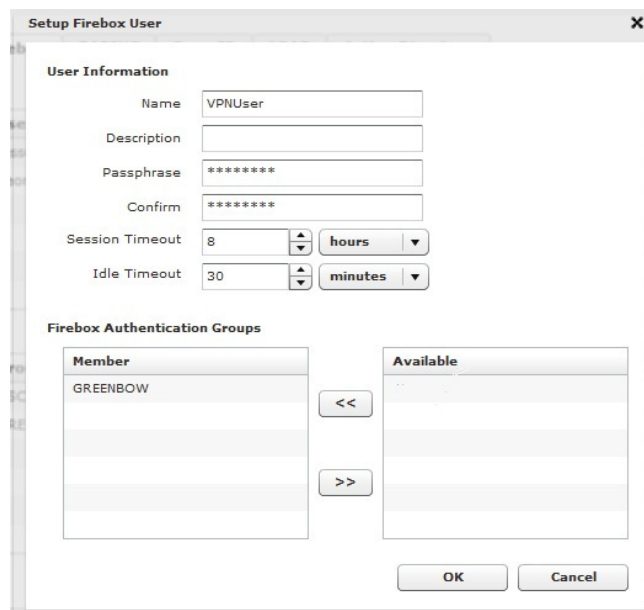 Setup Firebox User
User Information
Name VPNUser
Description
Passphrase ********
Confirm ********
Session Timeout 8 hours
Idle Timeout 30 minutes
Firebox Authentication Groups
Member Available
GREENBOW
<<
>>
OK Cancel